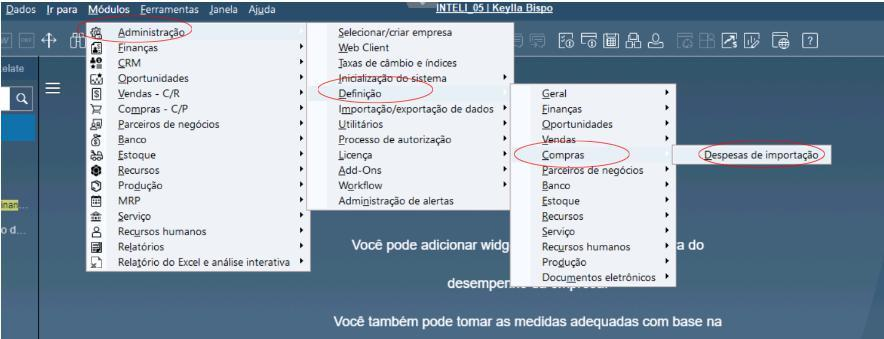 Dados Ir para Módulos Ferramentas Janela Ajuda
INTELI_05 | Keylla Bispo
elate
Administração
Finanças
CRM
Oportunidades
Vendas - C/R
Compras - C/P
Parceiros de negócios
Banco
Estoque
Recursos
Produção
MRP
Serviço
Recursos humanos
Relatórios
Relatório do Excel e análise interativa
Selecionar/criar empresa
Web Client
Taxas de câmbio e índices
Inicialização do sistema
Definição
Importação/exportação de dados
Utilitários
Processo de autorização
Licença
Add-Ons
Workflow
Administração de alertas
Geral
Finanças
Oportunidades
Vendas
Compras
Parceiros de negócios
Banco
Estoque
Recursos
Serviço
Recursos humanos
Produção
Documentos eletrônicos
Despesas de importação
inan...
o d...
Você pode adicionar widg a do
desempenho da empresa.
Você também pode tomar as medidas adequadas com base na